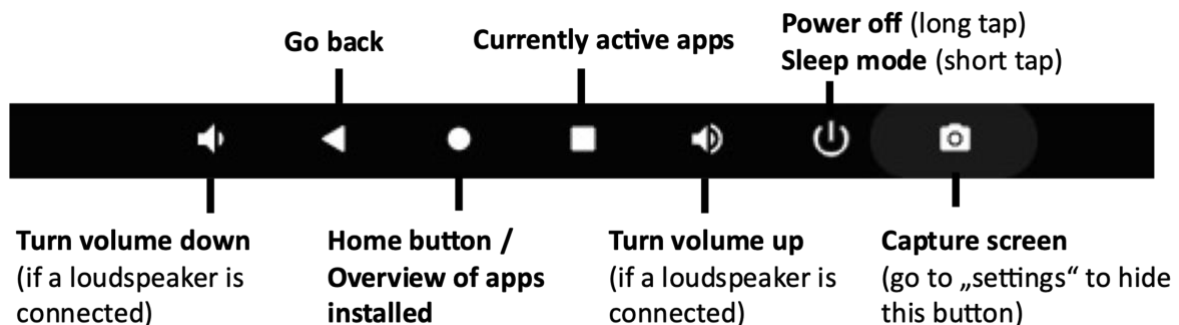 Go back
Currently active apps
Power off (long tap)
Sleep mode (short tap)
Turn volume down
(if a loudspeaker is
connected)
Home button /
Overview of apps
installed
Turn volume up
(if a loudspeaker is
connected)
Capture screen
(go to „settings“ to hide
this button)